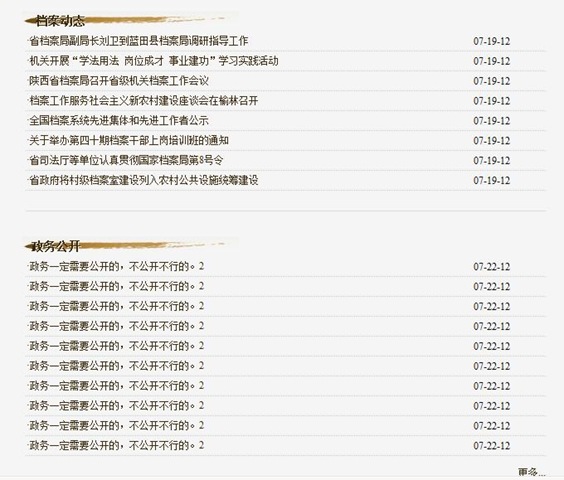 档案动态
·省档案局副局长刘卫到蓝田县档案局调研指导工作 07-19-12
·机关开展“学法用法 岗位成才 事业建功”学习实践活动 07-19-12
·陕西省档案局召开省级机关档案工作会议 07-19-12
·档案工作服务社会主义新农村建设座谈会在榆林召开 07-19-12
·全国档案系统先进集体和先进工作者公示 07-19-12
·关于举办第四十期档案干部上岗培训班的通知 07-19-12
·省司法厅等单位认真贯彻国家档案局第8号令 07-19-12
·省政府将村级档案室建设列入农村公共设施统筹建设 07-19-12
政务公开
·政务一定需要公开的，不公开不行的。2 07-22-12
·政务一定需要公开的，不公开不行的。2 07-22-12
·政务一定需要公开的，不公开不行的。2 07-22-12
·政务一定需要公开的，不公开不行的。2 07-22-12
·政务一定需要公开的，不公开不行的。2 07-22-12
·政务一定需要公开的，不公开不行的。2 07-22-12
·政务一定需要公开的，不公开不行的。2 07-22-12
·政务一定需要公开的，不公开不行的。2 07-22-12
·政务一定需要公开的，不公开不行的。2 07-22-12
·政务一定需要公开的，不公开不行的。2 07-22-12
更多...